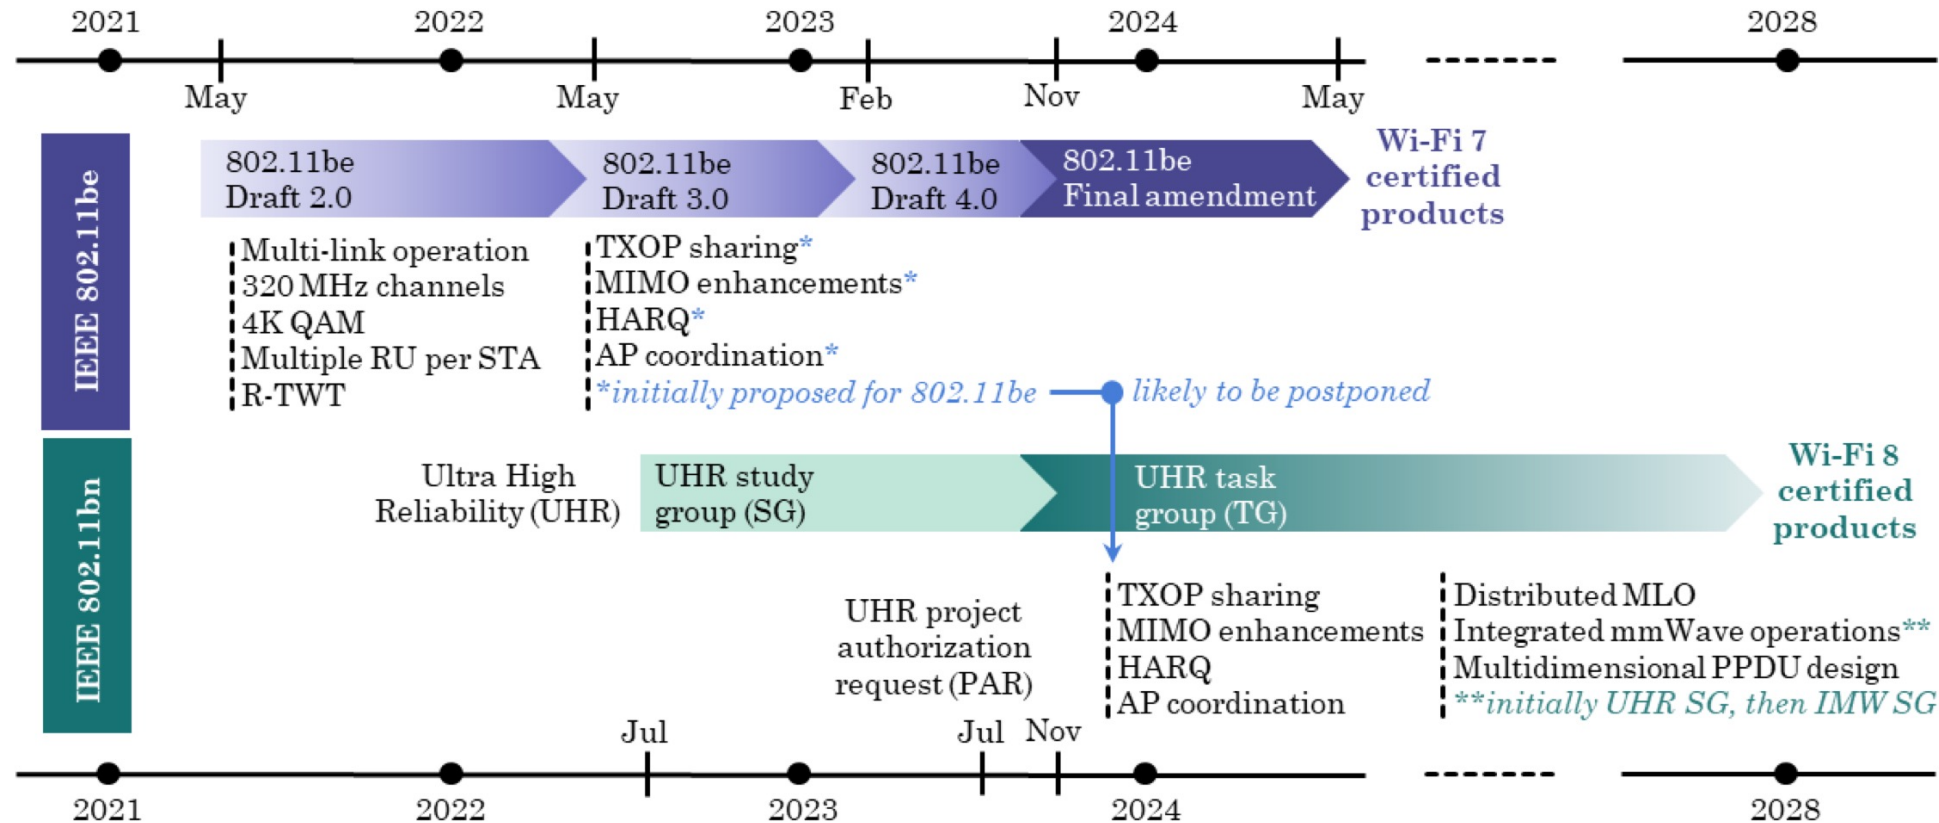 2021 2022 2023 2024 2028
May May Feb Nov May
IEEE 802.11be
802.11be
Draft 2.0
802.11be
Draft 3.0
802.11be
Draft 4.0
802.11be
Final amendment
Wi-Fi 7
certified
products
Multi-link operation
320 MHz channels
4K QAM
Multiple RU per STA
R-TWT
TXOP sharing*
MIMO enhancements*
HARQ*
AP coordination*
*initially proposed for 802.11be
likely to be postponed
IEEE 802.11bn
Ultra High
Reliability (UHR)
UHR study
group (SG)
UHR task
group (TG)
Wi-Fi 8
certified
products
UHR project
authorization
request (PAR)
TXOP sharing
MIMO enhancements
HARQ
AP coordination
Distributed MLO
Integrated mmWave operations**
Multidimensional PPDU design
**initially UHR SG, then IMW SG
Jul Jul Nov
2021 2022 2023 2024 2028